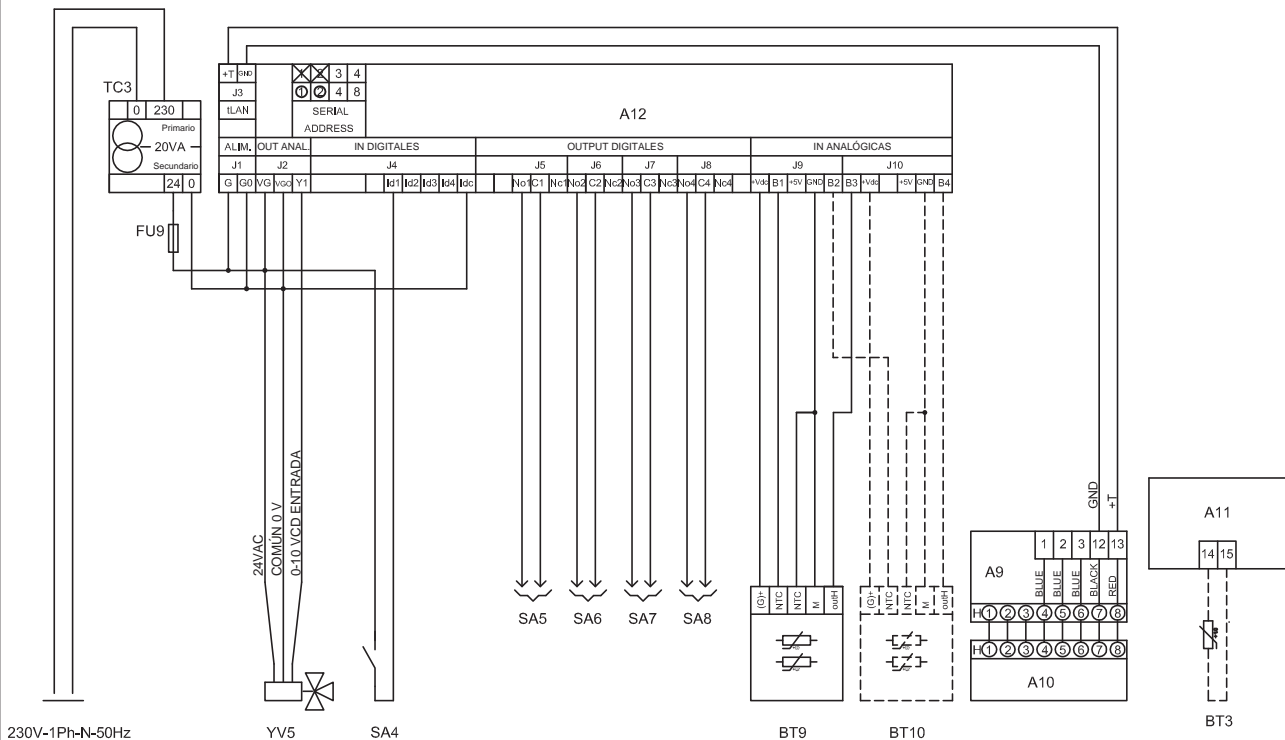 TC3
0 230
Primario
20VA
Secundario
24 0
FU9
+T GND
J3
tLAN
1 2 3 4
1 2 4 8
SERIAL
ADDRESS
A12
ALIM. OUT ANAL. IN DIGITALES OUTPUT DIGITALES IN ANALÓGICAS
J1 J2 J4 J5 J6 J7 J8 J9 J10
G G0 VG VG0 Y1 Id1 Id2 Id3 Id4 Idc No1 C1 Nc1 No2 C2 Nc2 No3 C3 Nc3 No4 C4 Nc4 +Vdc B1 +5V GND B2 B3 +Vdc +5V GND B4
24VAC
COMÚN 0 V
0-10 VCD ENTRADA
SA5 SA6 SA7 SA8
(G)+ NTC NTC M outH
(G)+ NTC NTC M outH
GND
+T
A9
1 2 3 12 13
BLUE BLUE BLUE BLACK RED
H 1 2 3 4 5 6 7 8
H 1 2 3 4 5 6 7 8
A10
A11
14 15
230V-1Ph-N-50Hz
YV5
SA4
BT9
BT10
BT3